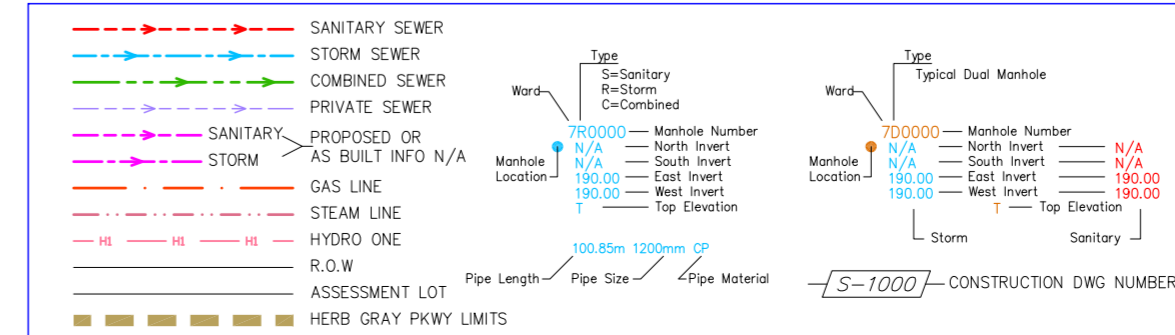 SANITARY SEWER
STORM SEWER
COMBINED SEWER
PRIVATE SEWER
SANITARY
STORM
PROPOSED OR
AS BUILT INFO N/A
GAS LINE
STEAM LINE
H1 H1 H1 HYDRO ONE
R.O.W
ASSESSMENT LOT
HERB GRAY PKWY LIMITS
Type
S=Sanitary
R=Storm
C=Combined
Ward
7R0000 Manhole Number
N/A North Invert
N/A South Invert
190.00 East Invert
190.00 West Invert
T Top Elevation
Manhole
Location
100.85m 1200mm CP
Pipe Length Pipe Size Pipe Material
Type
Typical Dual Manhole
Ward
7D0000 Manhole Number
N/A North Invert N/A
N/A South Invert N/A
190.00 East Invert 190.00
190.00 West Invert 190.00
T Top Elevation
Manhole
Location
Storm Sanitary
S-1000 CONSTRUCTION DWG NUMBER